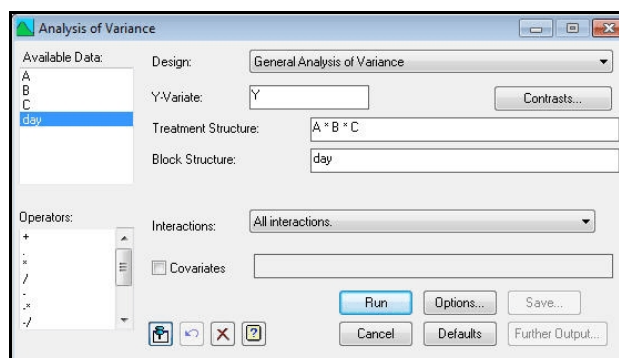 Analysis of Variance
Available Data:
A
B
C
day
Design:
General Analysis of Variance
Y-Variate:
Y
Contrasts...
Treatment Structure:
A * B * C
Block Structure:
day
Operators:
+
.
*
/
-
.*
-/
Interactions:
All interactions.
Covariates
Run
Options...
Save...
Cancel
Defaults
Further Output...